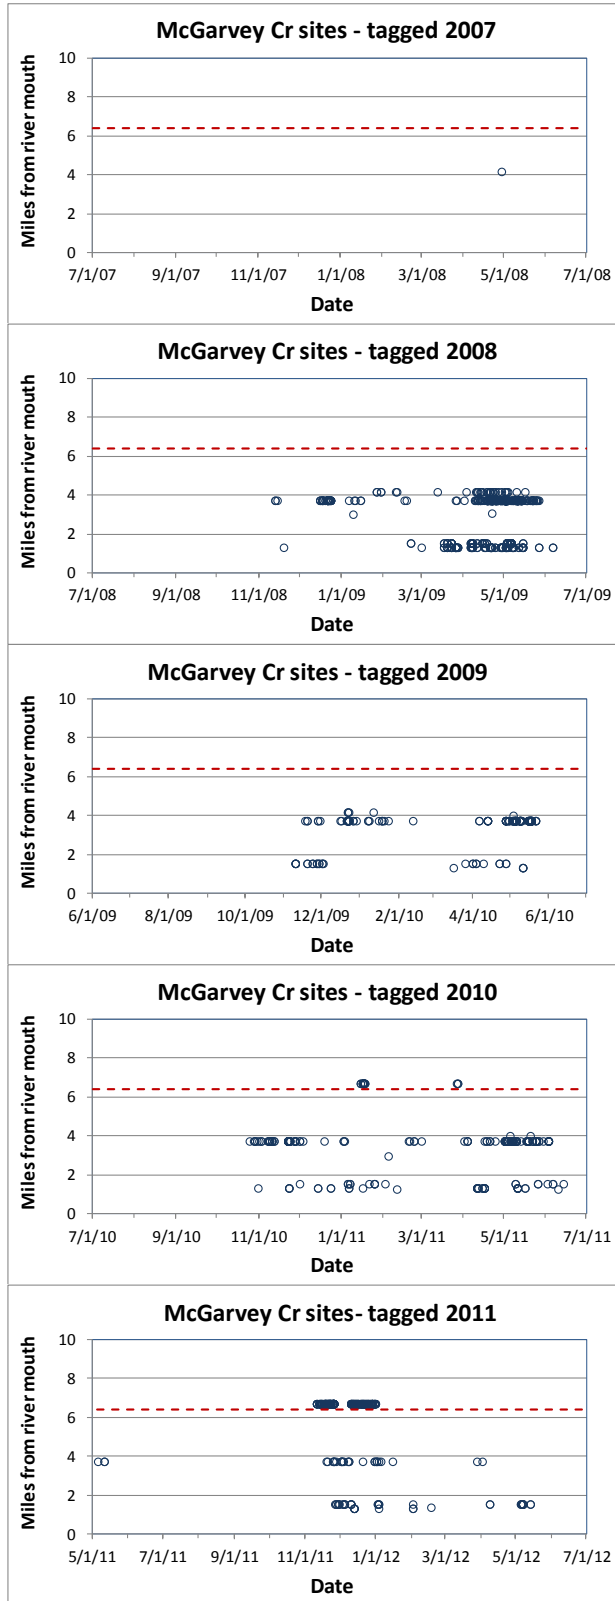 McGarvey Cr sites - tagged 2007
Miles from river mouth
10
8
6
4
2
0
7/1/07 9/1/07 11/1/07 1/1/08 3/1/08 5/1/08 7/1/08
Date
McGarvey Cr sites - tagged 2008
Miles from river mouth
10
8
6
4
2
0
7/1/08 9/1/08 11/1/08 1/1/09 3/1/09 5/1/09 7/1/09
Date
McGarvey Cr sites - tagged 2009
Miles from river mouth
10
8
6
4
2
0
6/1/09 8/1/09 10/1/09 12/1/09 2/1/10 4/1/10 6/1/10
Date
McGarvey Cr sites - tagged 2010
Miles from river mouth
10
8
6
4
2
0
7/1/10 9/1/10 11/1/10 1/1/11 3/1/11 5/1/11 7/1/11
Date
McGarvey Cr sites- tagged 2011
Miles from river mouth
10
8
6
4
2
0
5/1/11 7/1/11 9/1/11 11/1/11 1/1/12 3/1/12 5/1/12 7/1/12
Date